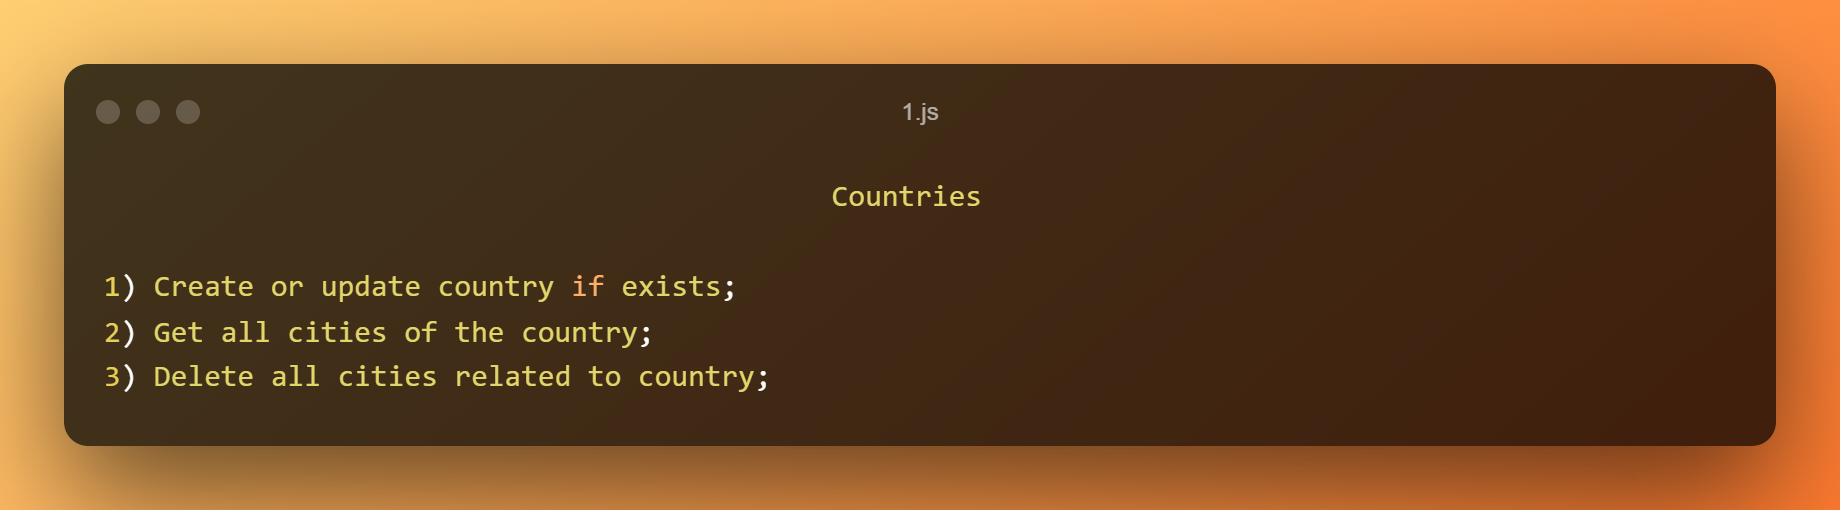 1.js
Countries
1) Create or update country if exists;
2) Get all cities of the country;
3) Delete all cities related to country;